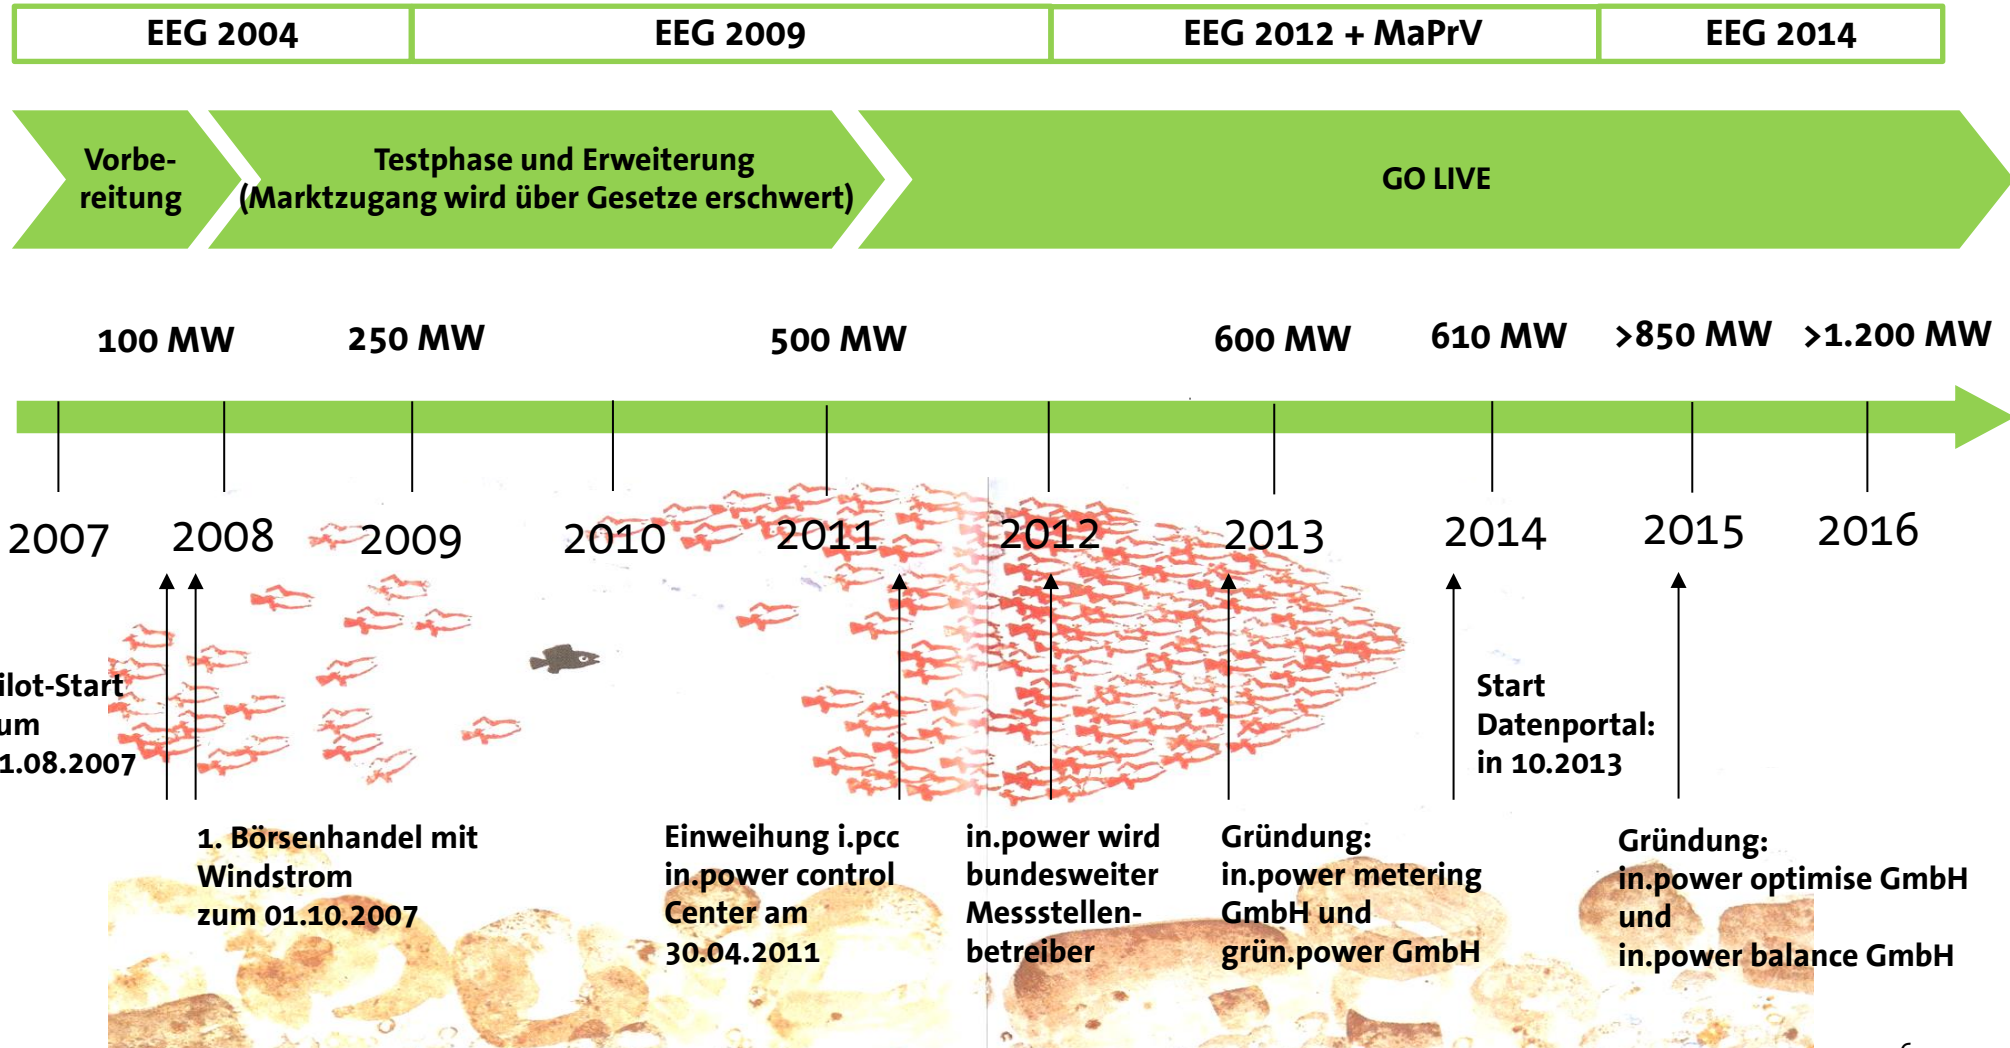 EEG 2004
EEG 2009
EEG 2012 + MaPrV
EEG 2014
Vorbe-
reitung
Testphase und Erweiterung
(Marktzugang wird über Gesetze erschwert)
GO LIVE
100 MW
250 MW
500 MW
600 MW
610 MW
>850 MW
>1.200 MW
2007
2008
2009
2010
2011
2012
2013
2014
2015
2016
ilot-Start
um
1.08.2007
1. Börsenhandel mit
Windstrom
zum 01.10.2007
Einweihung i.pcc
in.power control
Center am
30.04.2011
in.power wird
bundesweiter
Messstellen-
betreiber
Gründung:
in.power metering
GmbH und
grün.power GmbH
Start
Datenportal:
in 10.2013
Gründung:
in.power optimise GmbH
und
in.power balance GmbH